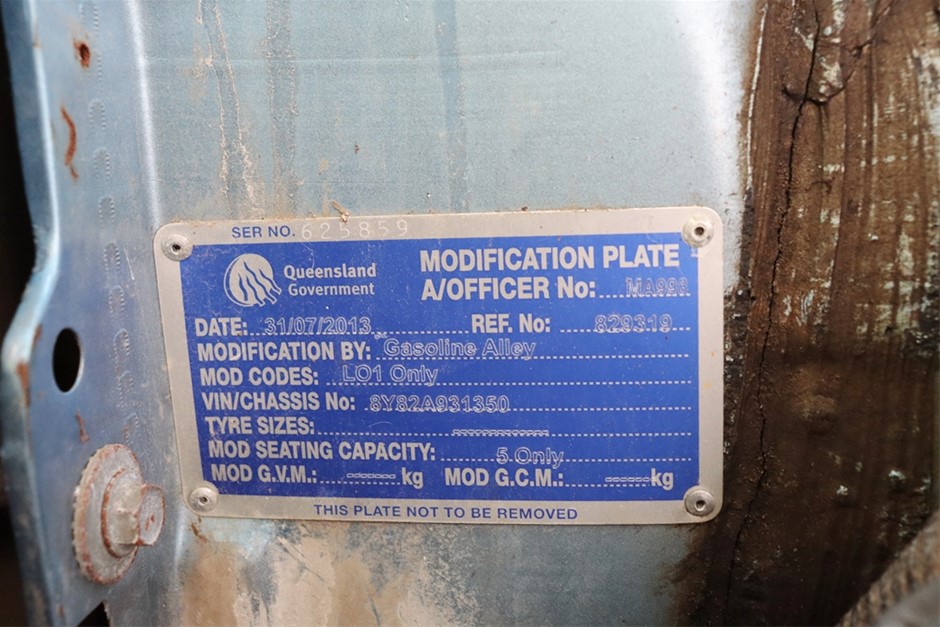 SER NO. 625859
Queensland
Government
MODIFICATION PLATE
A/OFFICER No: MA998
DATE: 31/07/2013 REF. No: 829319
MODIFICATION BY: Gasoline Alley
MOD CODES: LO1 Only
VIN/CHASSIS No: 8Y82A931350
TYRE SIZES: ------------
MOD SEATING CAPACITY: 5 Only
MOD G.V.M.: ------- kg MOD G.C.M.: ------ kg
THIS PLATE NOT TO BE REMOVED